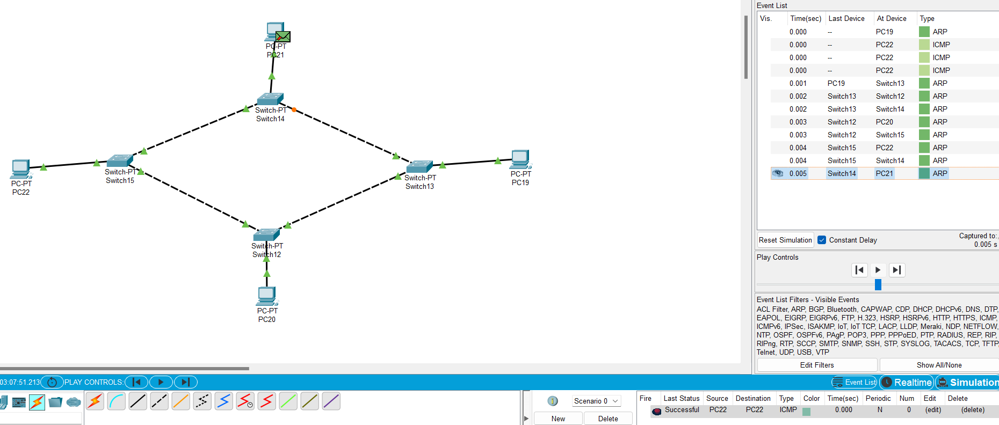 PC-PT
PC21
Switch-PT
Switch14
Switch-PT
Switch15
PC-PT
PC22
Switch-PT
Switch13
PC-PT
PC19
Switch-PT
Switch12
PC-PT
PC20
Event List
Vis. Time(sec) Last Device At Device Type
0.000 -- PC19 ARP
0.000 -- PC22 ICMP
0.000 -- PC22 ICMP
0.000 -- PC22 ICMP
0.001 PC19 Switch13 ARP
0.002 Switch13 Switch12 ARP
0.002 Switch13 Switch14 ARP
0.003 Switch12 PC20 ARP
0.003 Switch12 Switch15 ARP
0.004 Switch15 PC22 ARP
0.004 Switch15 Switch14 ARP
0.005 Switch14 PC21 ARP
Reset Simulation Constant Delay Captured to:
0.005 s
Play Controls
Event List Filters - Visible Events
ACL Filter, ARP, BGP, Bluetooth, CAPWAP, CDP, DHCP, DHCPv6, DNS, DTP,
EAPOL, EIGRP, EIGRPv6, FTP, H.323, HSRP, HSRPv6, HTTP, HTTPS, ICMP,
ICMPv6, IPSec, ISAKMP, IoT, IoT TCP, LACP, LLDP, Meraki, NDP, NETFLOW,
NTP, OSPF, OSPFv6, PAgP, POP3, PPP, PPPoED, PTP, RADIUS, REP, RIP,
RIPng, RTP, SCCP, SMTP, SNMP, SSH, STP, SYSLOG, TACACS, TCP, TFTP,
Telnet, UDP, USB, VTP
Edit Filters Show All/None
03:07:51.213 PLAY CONTROLS: Event List Realtime Simulation
Scenario 0
New Delete
Fire Last Status Source Destination Type Color Time(sec) Periodic Num Edit Delete
Successful PC22 PC22 ICMP 0.000 N 0 (edit) (delete)